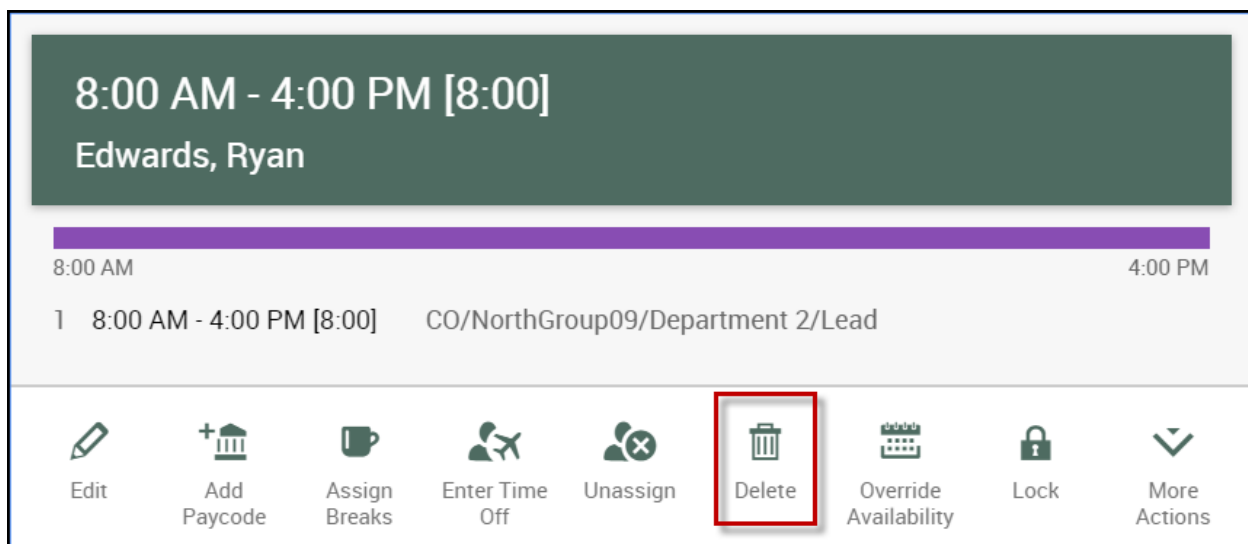 8:00 AM - 4:00 PM [8:00]
Edwards, Ryan
8:00 AM 4:00 PM
1 8:00 AM - 4:00 PM [8:00] CO/NorthGroup09/Department 2/Lead
Edit Add Assign Enter Time Unassign Delete Override Lock More
Paycode Breaks Off Availability Actions